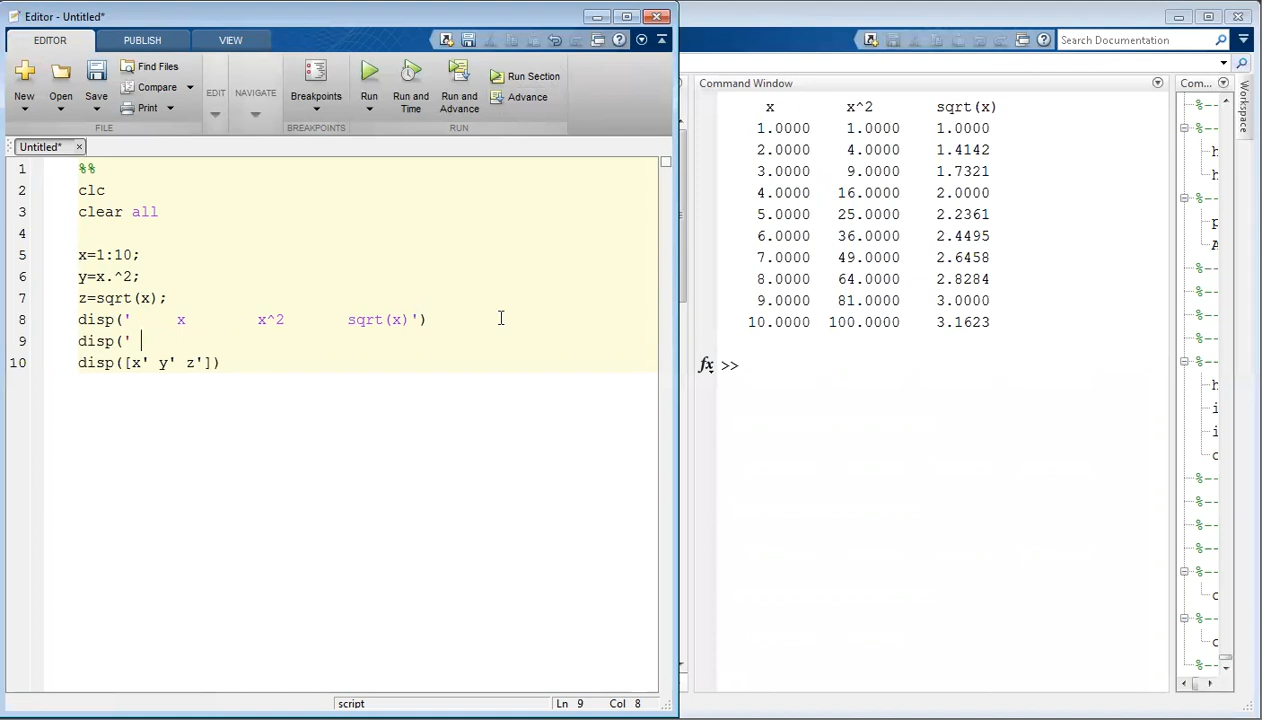 Editor - Untitled*
EDITOR PUBLISH VIEW
Search Documentation
New Open Save
Find Files
Compare
Print
FILE
EDIT
NAVIGATE
Breakpoints
BREAKPOINTS
Run
Run and Time
Run and Advance
Run Section
Advance
RUN
Untitled*
1 %%
2 clc
3 clear all
4
5 x=1:10;
6 y=x.^2;
7 z=sqrt(x);
8 disp('     x        x^2       sqrt(x)')
9 disp('
10 disp([x' y' z'])
script Ln 9 Col 8
Command Window
x x^2 sqrt(x)
1.0000 1.0000 1.0000
2.0000 4.0000 1.4142
3.0000 9.0000 1.7321
4.0000 16.0000 2.0000
5.0000 25.0000 2.2361
6.0000 36.0000 2.4495
7.0000 49.0000 2.6458
8.0000 64.0000 2.8284
9.0000 81.0000 3.0000
10.0000 100.0000 3.1623
fx >>
Com...
Workspace
%--
%--
h
h
%--
p
A
%--
%--
%--
%--
%--
%--
h
i
i
c
%--
%--
%--
%--
%--
c
%--
c
%--